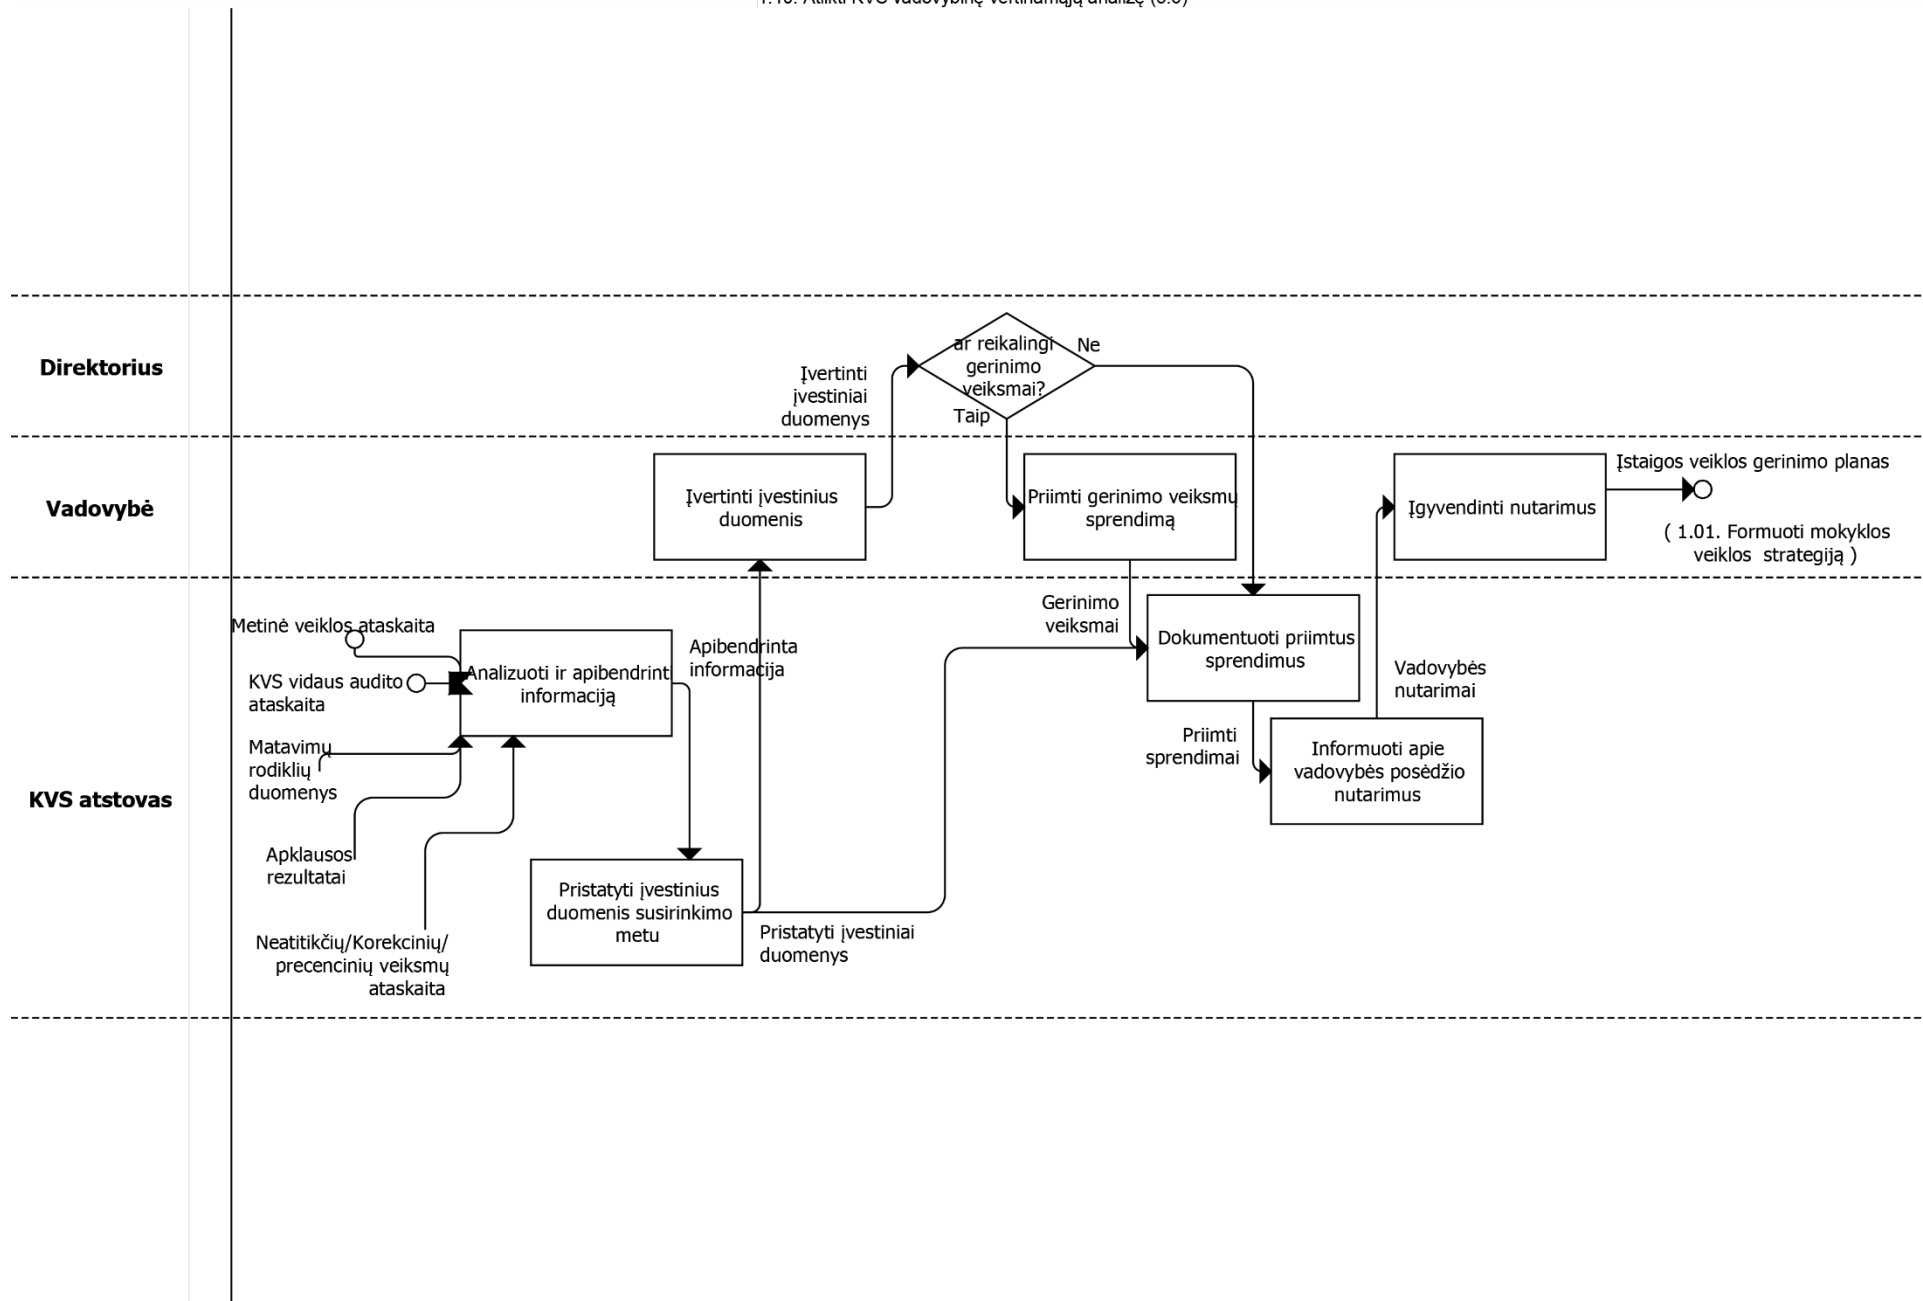 Direktorius
Įvertinti
įvestiniai
duomenys
ar reikalingi
gerinimo
veiksmai?
Ne
Taip
Vadovybė
Įvertinti įvestinius
duomenis
Priimti gerinimo veiksmų
sprendimą
Įgyvendinti nutarimus
Įstaigos veiklos gerinimo planas
( 1.01. Formuoti mokyklos
veiklos strategiją )
KVS atstovas
Metinė veiklos ataskaita
KVS vidaus audito
ataskaita
Matavimų
rodiklių
duomenys
Apklausos
rezultatai
Neatitikčių/Korekcinių/
precencinių veiksmų
ataskaita
Analizuoti ir apibendrinti
informaciją
Apibendrinta
informacija
Pristatyti įvestinius
duomenis susirinkimo
metu
Pristatyti įvestiniai
duomenys
Gerinimo
veiksmai
Dokumentuoti priimtus
sprendimus
Priimti
sprendimai
Informuoti apie
vadovybės posėdžio
nutarimus
Vadovybės
nutarimai